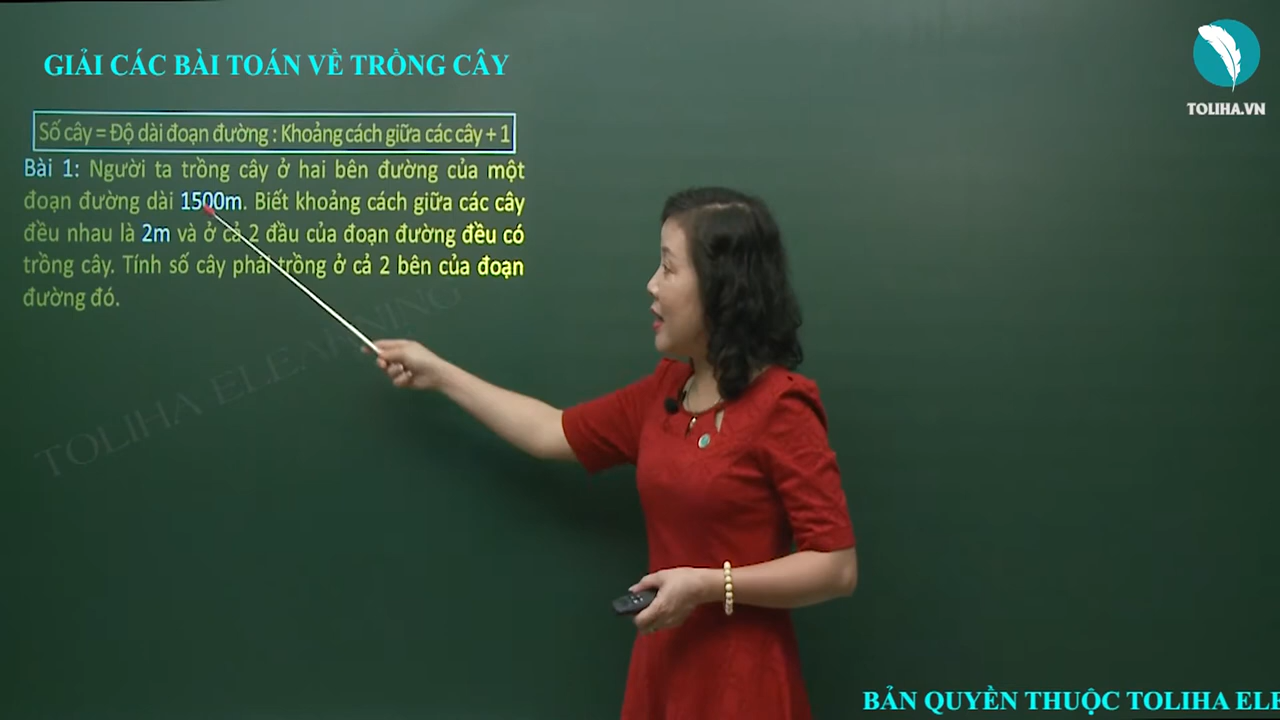 GIẢI CÁC BÀI TOÁN VỀ TRỒNG CÂY
TOLIHA.VN
Số cây = Độ dài đoạn đường : Khoảng cách giữa các cây + 1
Bài 1: Người ta trồng cây ở hai bên đường của một
đoạn đường dài 1500m. Biết khoảng cách giữa các cây
đều nhau là 2m và ở cả 2 đầu của đoạn đường đều có
trồng cây. Tính số cây phải trồng ở cả 2 bên của đoạn
đường đó.
TOLIHA ELEARNING
BẢN QUYỀN THUỘC TOLIHA ELE